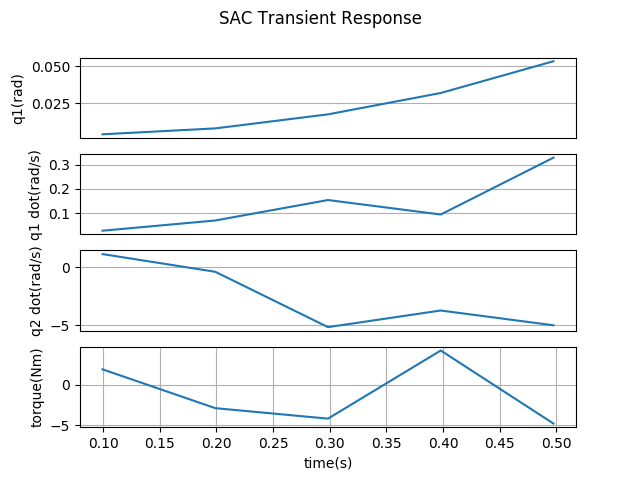 SAC Transient Response
q1(rad)
0.050
0.025
q1 dot(rad/s)
0.3
0.2
0.1
q2 dot(rad/s)
0
−5
torque(Nm)
0
−5
0.10 0.15 0.20 0.25 0.30 0.35 0.40 0.45 0.50
time(s)